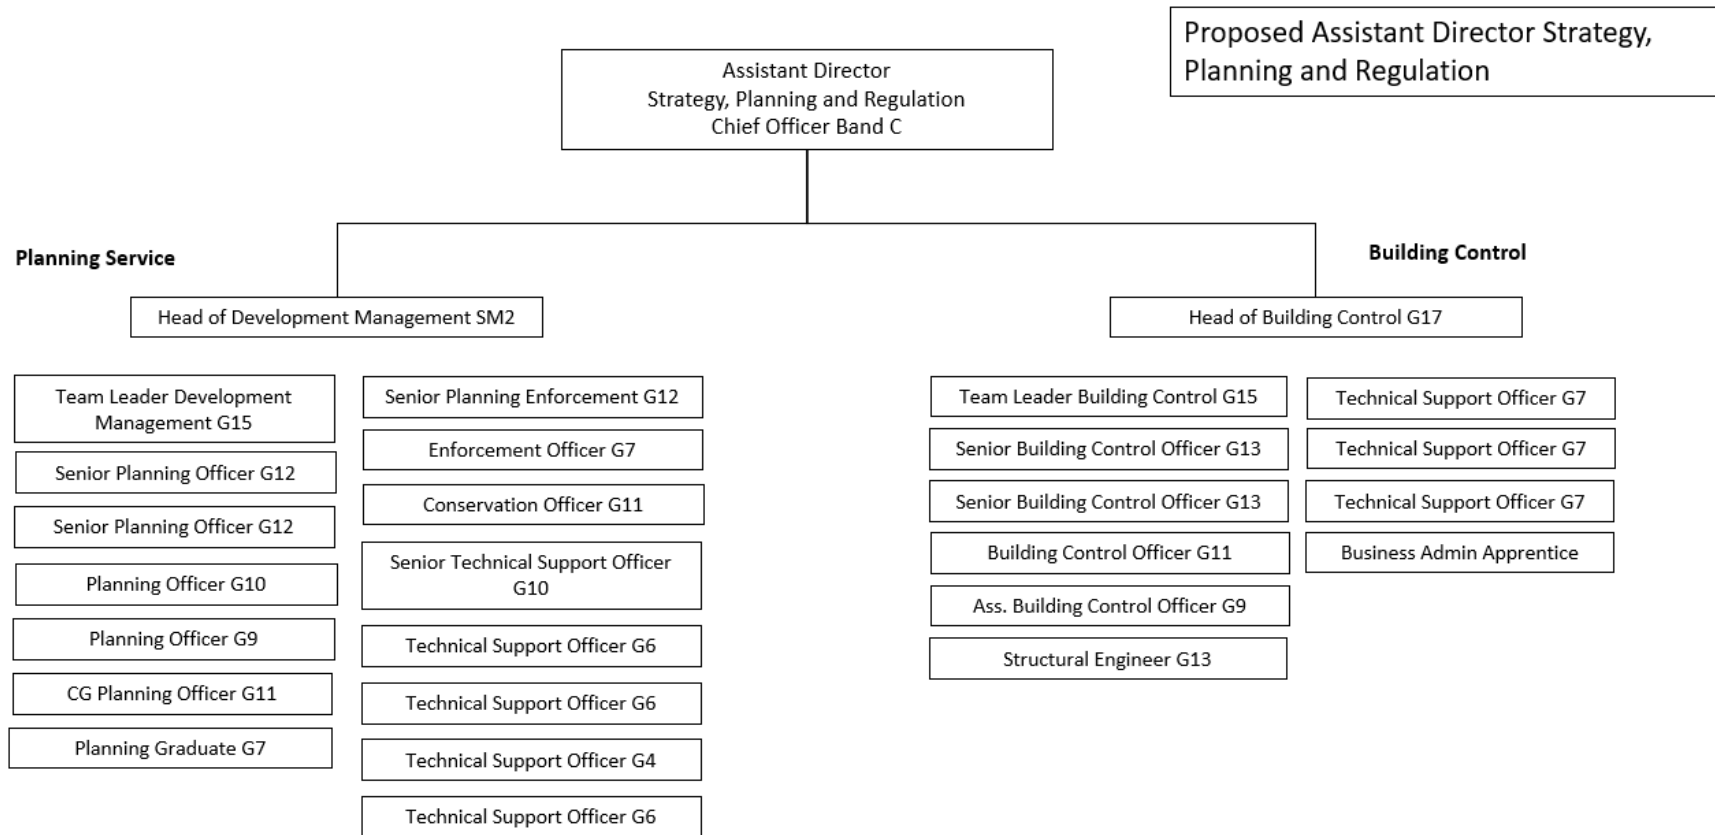 Proposed Assistant Director Strategy,
Planning and Regulation
Assistant Director
Strategy, Planning and Regulation
Chief Officer Band C
Planning Service
Building Control
Head of Development Management SM2
Head of Building Control G17
Team Leader Development
Management G15
Senior Planning Officer G12
Senior Planning Officer G12
Planning Officer G10
Planning Officer G9
CG Planning Officer G11
Planning Graduate G7
Senior Planning Enforcement G12
Enforcement Officer G7
Conservation Officer G11
Senior Technical Support Officer
G10
Technical Support Officer G6
Technical Support Officer G6
Technical Support Officer G4
Technical Support Officer G6
Team Leader Building Control G15
Senior Building Control Officer G13
Senior Building Control Officer G13
Building Control Officer G11
Ass. Building Control Officer G9
Structural Engineer G13
Technical Support Officer G7
Technical Support Officer G7
Technical Support Officer G7
Business Admin Apprentice